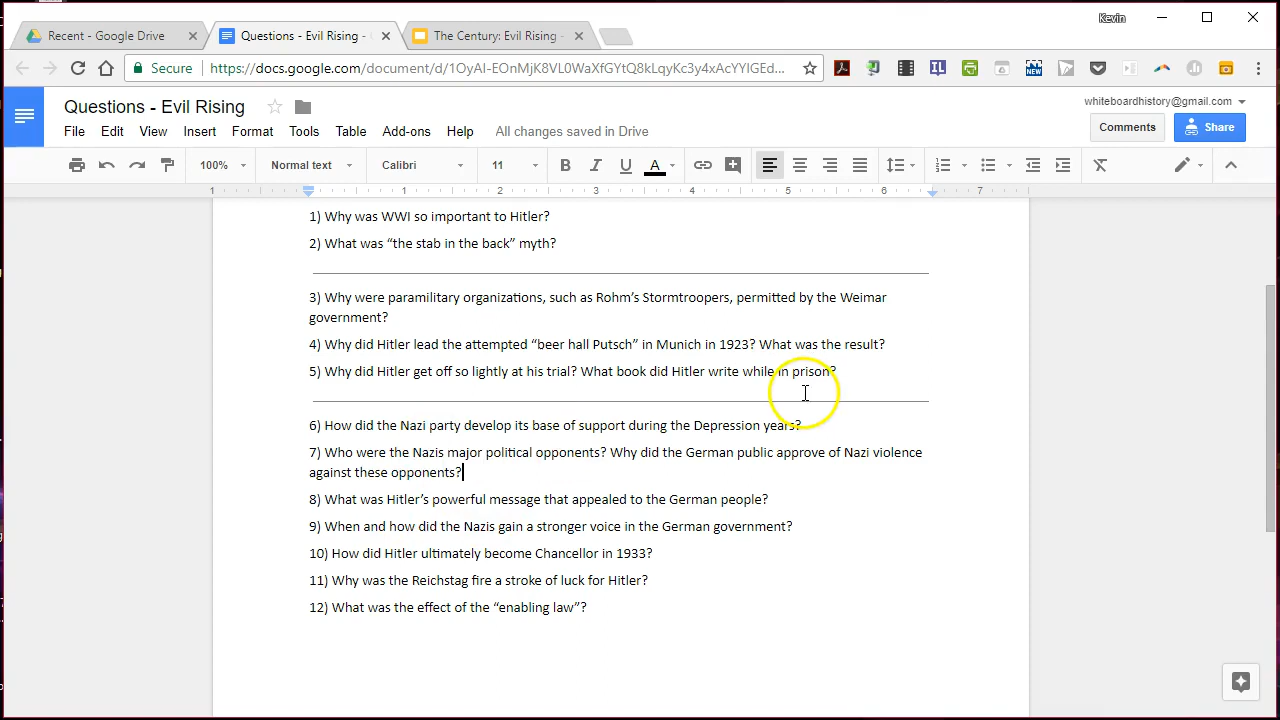 Kevin
Recent - Google Drive
Questions - Evil Rising -
The Century: Evil Rising -
Secure
https://docs.google.com/document/d/1OyAI-EOnMjK8VL0WaXfGYtQ8kLqyKc3y4xAcYYIGEd...
NEW
Questions - Evil Rising
whiteboardhistory@gmail.com
File Edit View Insert Format Tools Table Add-ons Help All changes saved in Drive
Comments
Share
100% Normal text Calibri 11
1 1 2 3 4 5 6 7
1) Why was WWI so important to Hitler?
2) What was “the stab in the back” myth?
3) Why were paramilitary organizations, such as Rohm’s Stormtroopers, permitted by the Weimar
government?
4) Why did Hitler lead the attempted “beer hall Putsch” in Munich in 1923? What was the result?
5) Why did Hitler get off so lightly at his trial? What book did Hitler write while in prison?
6) How did the Nazi party develop its base of support during the Depression years?
7) Who were the Nazis major political opponents? Why did the German public approve of Nazi violence
against these opponents?
8) What was Hitler’s powerful message that appealed to the German people?
9) When and how did the Nazis gain a stronger voice in the German government?
10) How did Hitler ultimately become Chancellor in 1933?
11) Why was the Reichstag fire a stroke of luck for Hitler?
12) What was the effect of the “enabling law”?